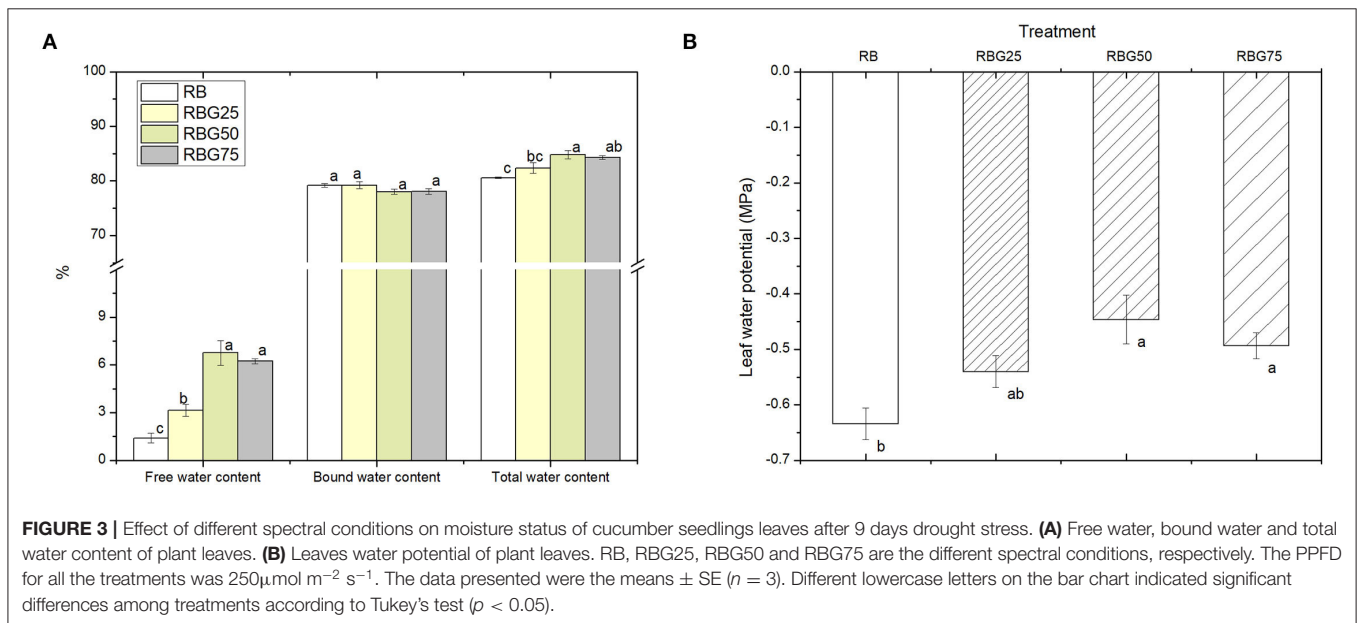 A
100
90
80
70
%
9
6
3
0
RB
RBG25
RBG50
RBG75
c
b
a
a
a
a
a
a
c
bc
a
ab
Free water content
Bound water content
Total water content
B
Treatment
RB
RBG25
RBG50
RBG75
0.0
-0.1
-0.2
-0.3
-0.4
-0.5
-0.6
-0.7
Leaf water potential (MPa)
b
ab
a
a
FIGURE 3 | Effect of different spectral conditions on moisture status of cucumber seedlings leaves after 9 days drought stress. (A) Free water, bound water and total
water content of plant leaves. (B) Leaves water potential of plant leaves. RB, RBG25, RBG50 and RBG75 are the different spectral conditions, respectively. The PPFD
for all the treatments was 250μmol m−2 s−1. The data presented were the means ± SE (n = 3). Different lowercase letters on the bar chart indicated significant
differences among treatments according to Tukey's test (p < 0.05).